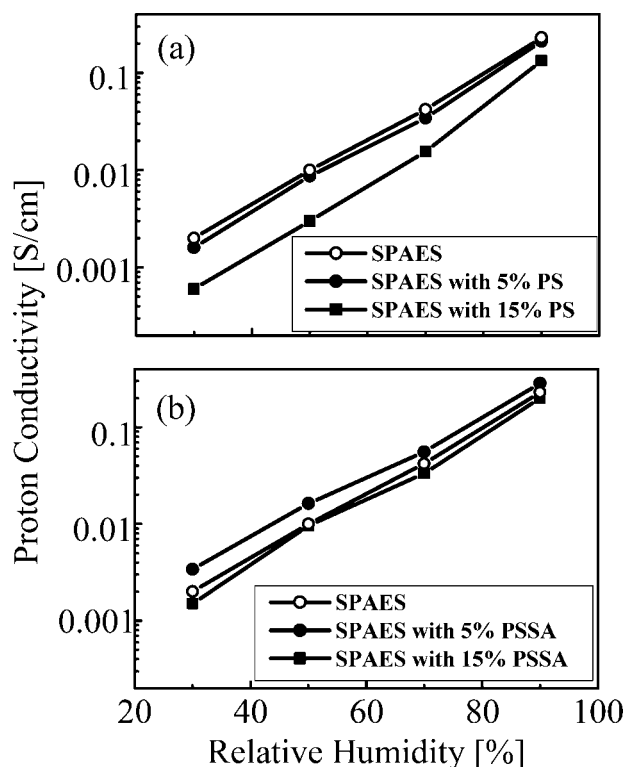 (a)
0.1
0.01
0.001
SPAES
SPAES with 5% PS
SPAES with 15% PS
Proton Conductivity [S/cm]
(b)
0.1
0.01
0.001
SPAES
SPAES with 5% PSSA
SPAES with 15% PSSA
20 40 60 80 100
Relative Humidity [%]